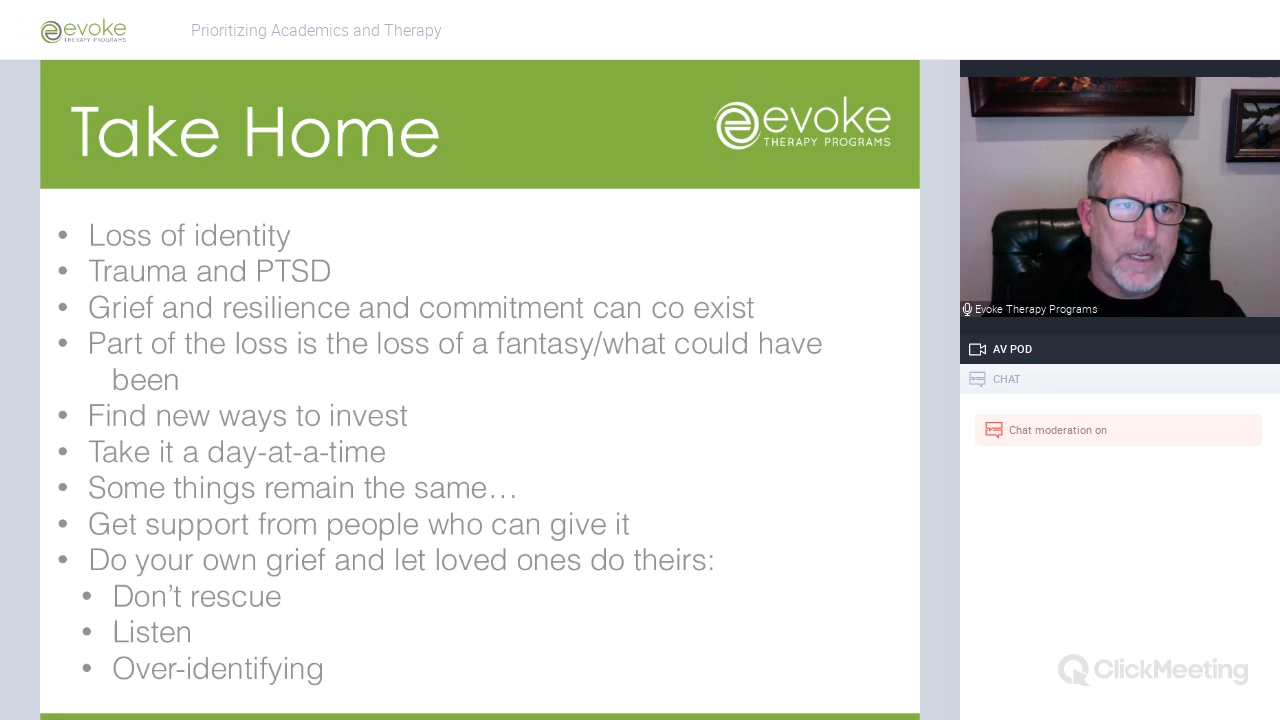 evoke
THERAPY PROGRAMS
Prioritizing Academics and Therapy
Take Home
evoke
THERAPY PROGRAMS
• Loss of identity
• Trauma and PTSD
• Grief and resilience and commitment can co exist
• Part of the loss is the loss of a fantasy/what could have
been
• Find new ways to invest
• Take it a day-at-a-time
• Some things remain the same…
• Get support from people who can give it
• Do your own grief and let loved ones do theirs:
• Don’t rescue
• Listen
• Over-identifying
Evoke Therapy Programs
AV POD
CHAT
Chat moderation on
ClickMeeting